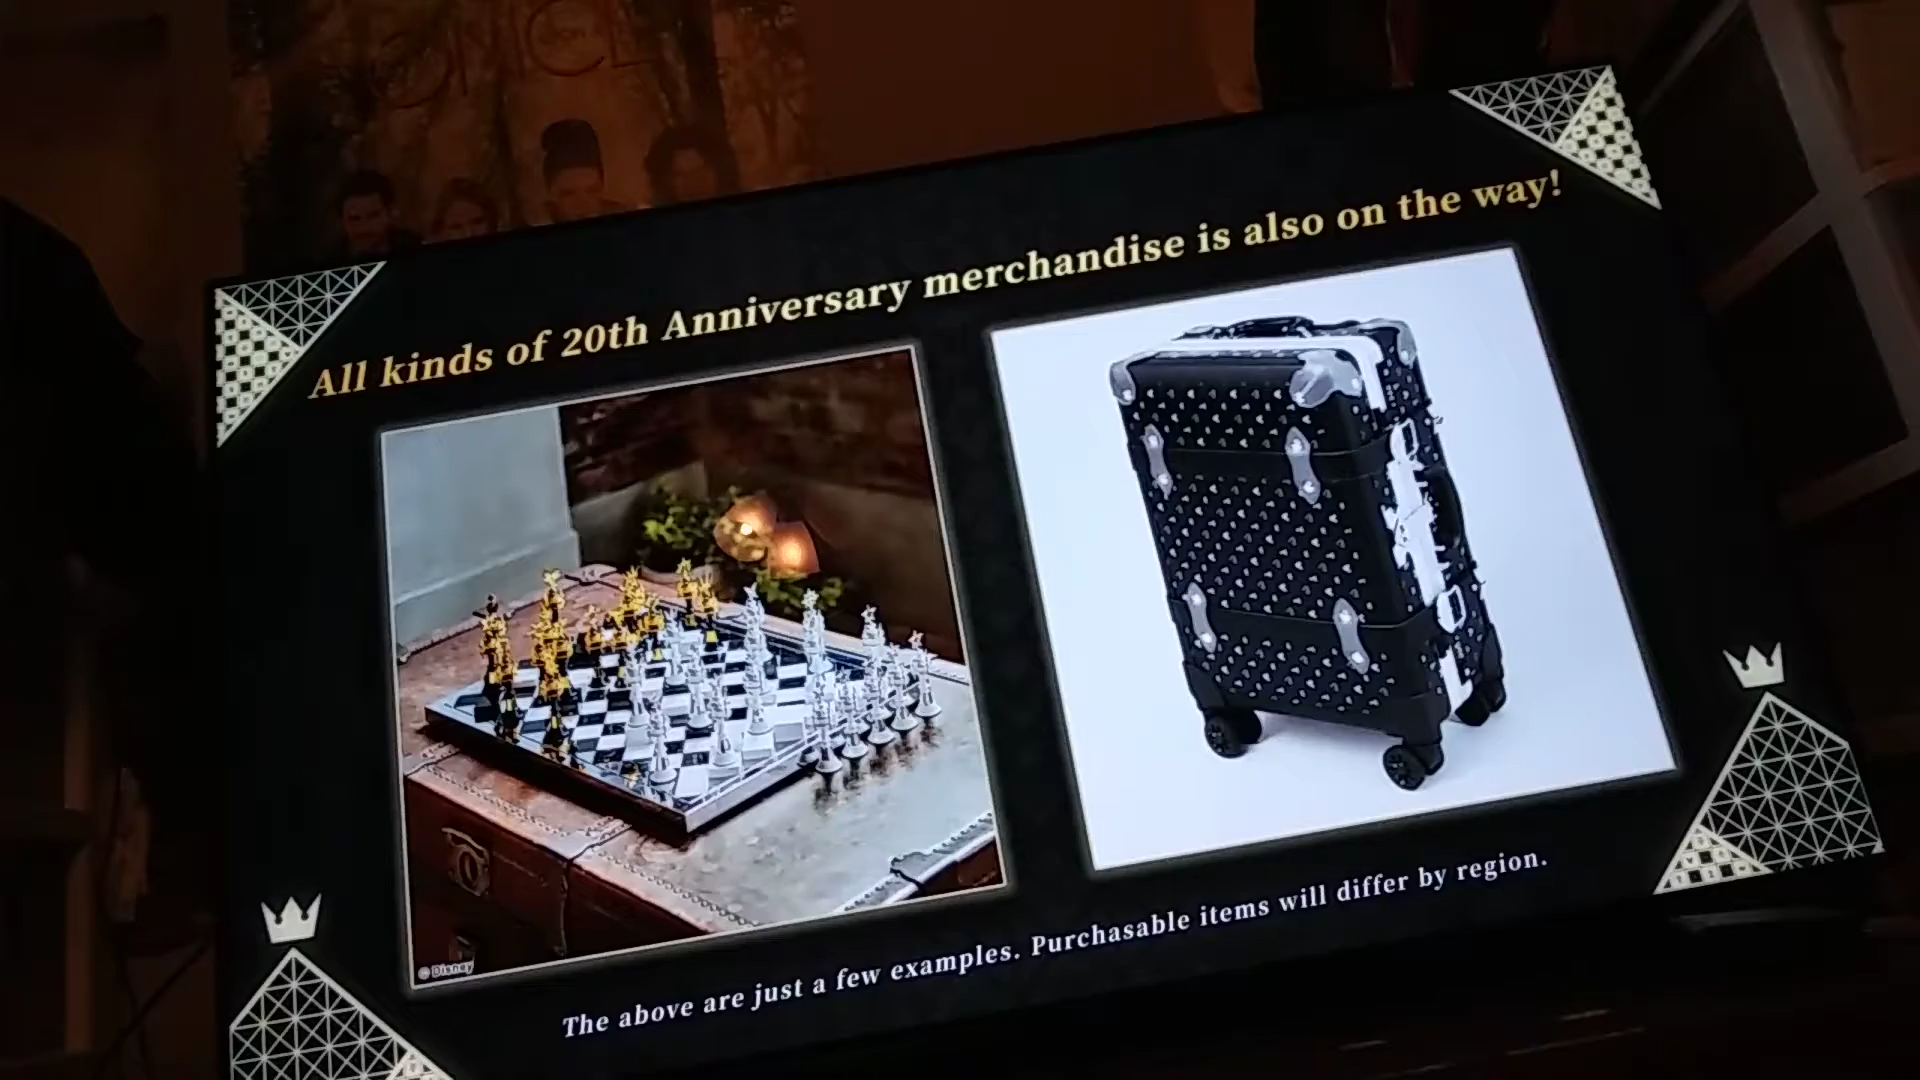 ONCE
All kinds of 20th Anniversary merchandise is also on the way!
© Disney
The above are just a few examples. Purchasable items will differ by region.